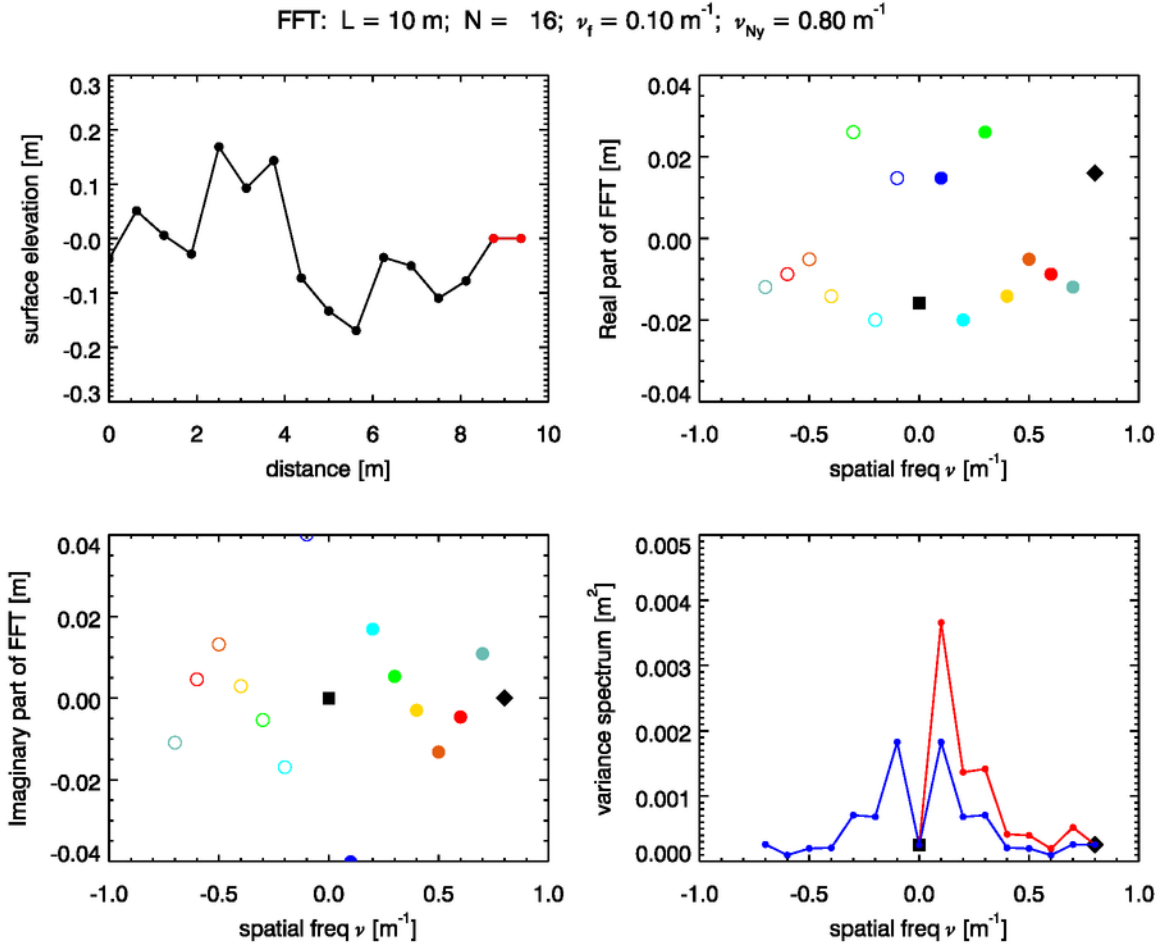 FFT: L = 10 m; N = 16; ν_f = 0.10 m⁻¹; ν_Ny = 0.80 m⁻¹
surface elevation [m]
0.3
0.2
0.1
-0.0
-0.1
-0.2
-0.3
0 2 4 6 8 10
distance [m]
Real part of FFT [m]
0.04
0.02
0.00
-0.02
-0.04
-1.0 -0.5 0.0 0.5 1.0
spatial freq ν [m⁻¹]
Imaginary part of FFT [m]
0.04
0.02
0.00
-0.02
-0.04
-1.0 -0.5 0.0 0.5 1.0
spatial freq ν [m⁻¹]
variance spectrum [m²]
0.005
0.004
0.003
0.002
0.001
0.000
-1.0 -0.5 0.0 0.5 1.0
spatial freq ν [m⁻¹]